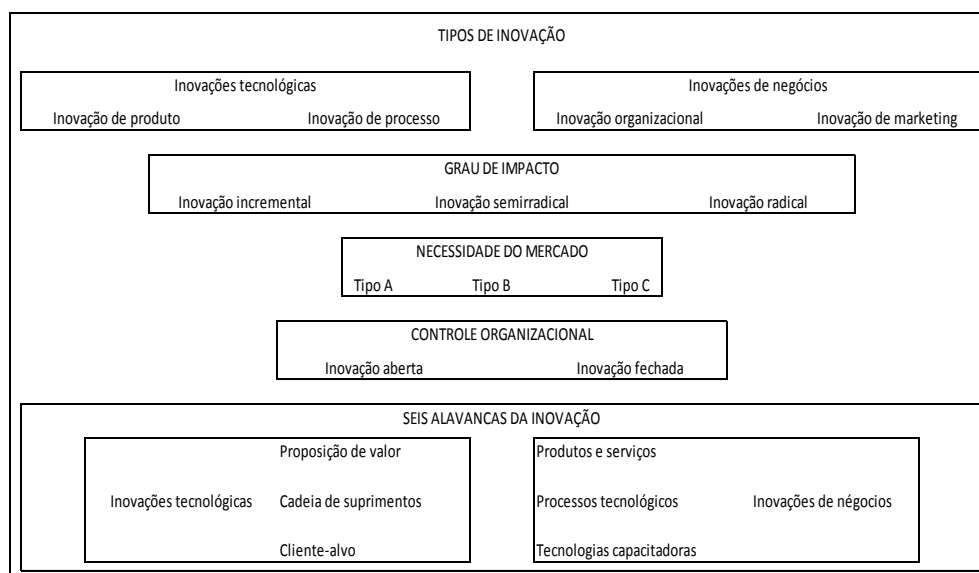 TIPOS DE INOVAÇÃO
Inovações tecnológicas
Inovação de produto Inovação de processo
Inovações de negócios
Inovação organizacional Inovação de marketing
GRAU DE IMPACTO
Inovação incremental Inovação semirradical Inovação radical
NECESSIDADE DO MERCADO
Tipo A Tipo B Tipo C
CONTROLE ORGANIZACIONAL
Inovação aberta Inovação fechada
SEIS ALAVANCAS DA INOVAÇÃO
Proposição de valor
Inovações tecnológicas Cadeia de suprimentos
Cliente-alvo
Produtos e serviços
Processos tecnológicos Inovações de négocios
Tecnologias capacitadoras